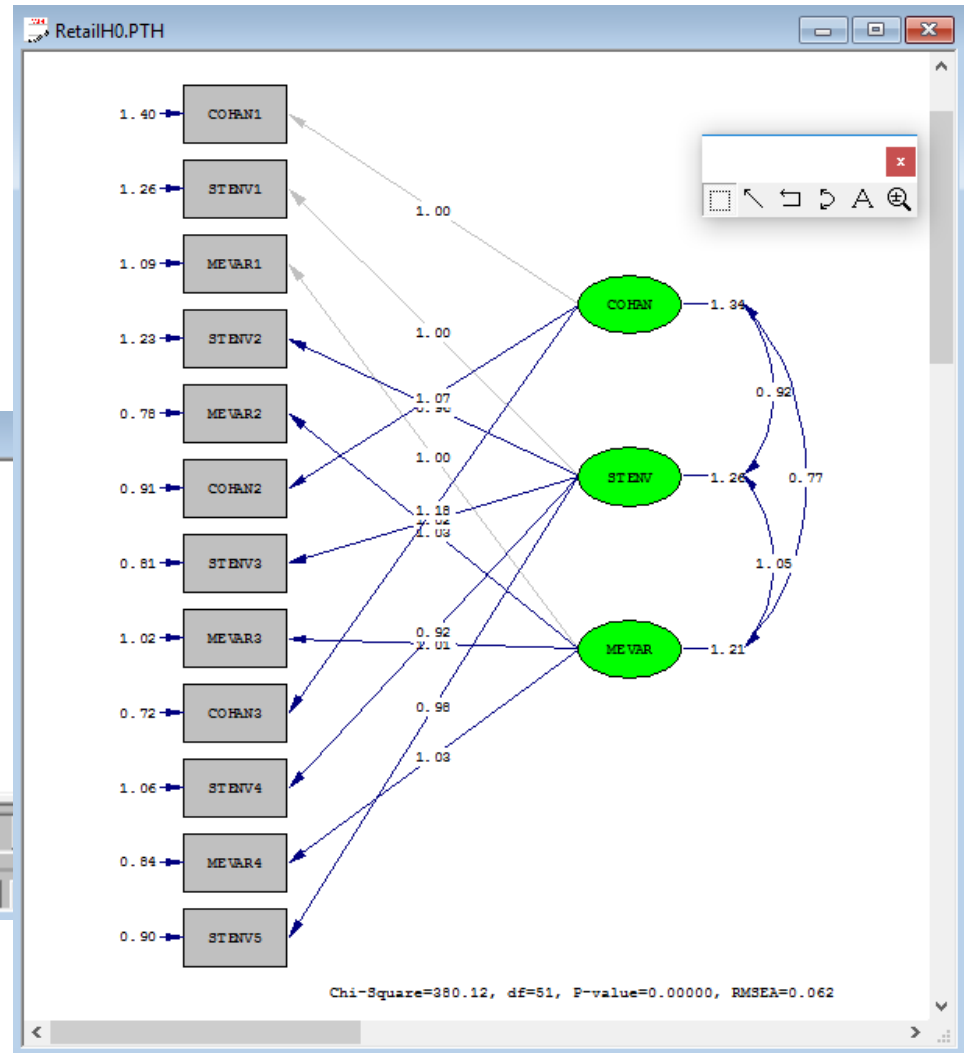 RetailH0.PTH
x
A
1.40 COHAN1
1.26 STENV1
1.09 MEVAR1
1.23 STENV2
0.78 MEVAR2
0.91 COHAN2
0.81 STENV3
1.02 MEVAR3
0.72 COHAN3
1.06 STENV4
0.84 MEVAR4
0.90 STENV5
1.00
1.00
1.07
1.00
1.18
1.03
0.92
1.01
0.98
1.03
COHAN 1.34
STENV 1.26
MEVAR 1.21
0.92
0.77
1.05
Chi-Square=380.12, df=51, P-value=0.00000, RMSEA=0.062